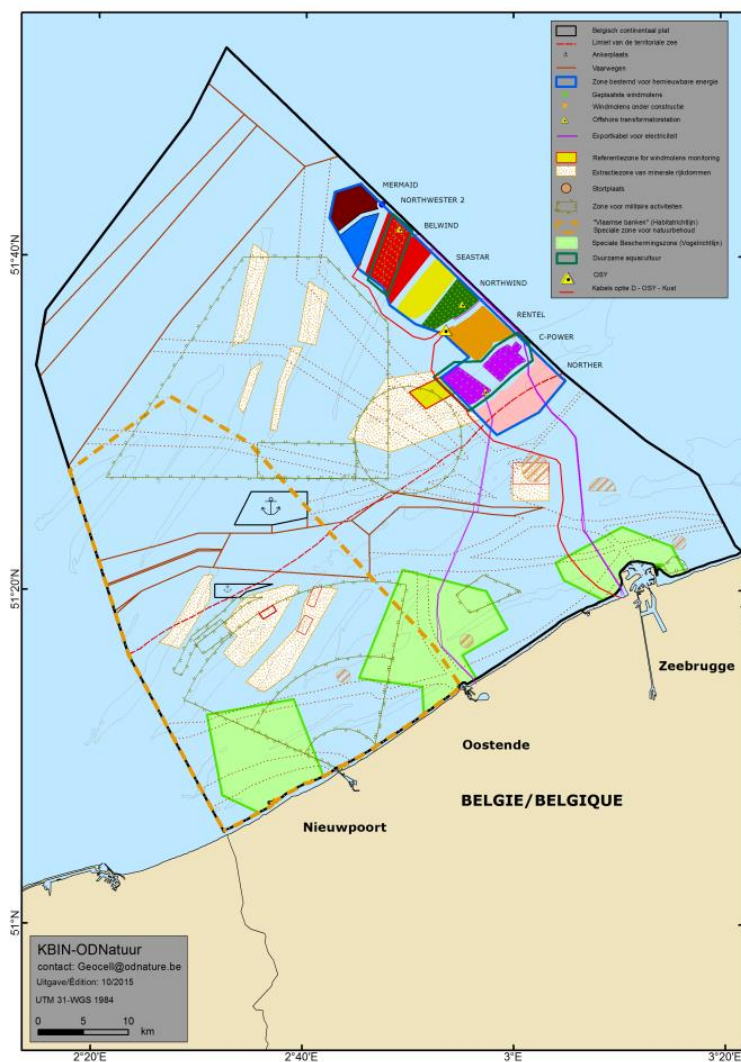 Belgisch continentaal plat
Limiet van de territoriale zee
Ankerplaats
Vaarwegen
Zone bestemd voor hernieuwbare energie
Geplaatste windmolens
Windmolens onder constructie
Offshore transformatorstation
Exportkabel voor electriciteit
Referentiezone for windmolens monitoring
Extractiezone van minerale rijkdommen
Stortplaats
Zone voor militaire activiteiten
"Vlaamse banken" (Habitatrichtlijn)
Speciale zone voor natuurbehoud
Speciale Beschermingszone (Vogelrichtlijn)
Duurzame aquacultuur
OSY
Kabels optie D - OSY - Kust
MERMAID
NORTHWESTER 2
BELWIND
SEASTAR
NORTHWIND
RENTEL
C-POWER
NORTHER
51°40'N
51°20'N
51°N
Zeebrugge
Oostende
BELGIE/BELGIQUE
Nieuwpoort
KBIN-ODNatuur
contact: Geocell@odnature.be
Uitgave/Édition: 10/2015
UTM 31-WGS 1984
0 5 10
km
2°20'E 2°40'E 3°E 3°20'E